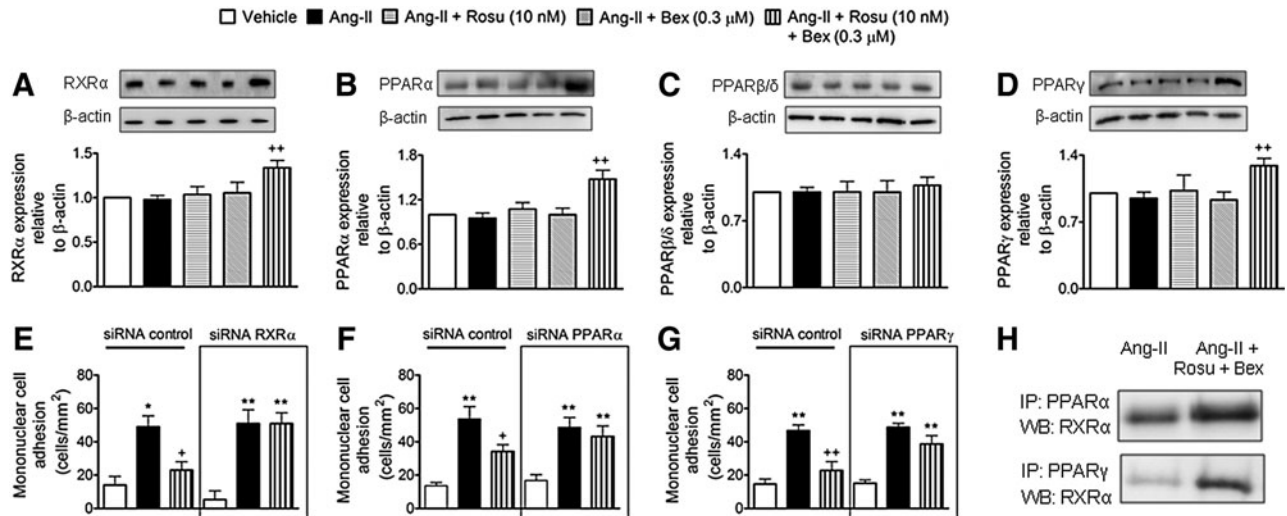 Vehicle Ang-II Ang-II + Rosu (10 nM) Ang-II + Bex (0.3 μM) Ang-II + Rosu (10 nM)
+ Bex (0.3 μM)
A
RXRα
β-actin
RXRα expression
relative
to β-actin
1.5
1.0
0.5
0.0
++
B
PPARα
β-actin
PPARα expression
relative
to β-actin
1.8
1.2
0.6
0.0
++
C
PPARβ/δ
β-actin
PPARβ/δ expression
relative
to β-actin
1.4
0.7
0.0
D
PPARγ
β-actin
PPARγ expression
relative
to β-actin
1.4
0.7
0.0
++
E
siRNA control siRNA RXRα
Mononuclear cell
adhesion
(cells/mm²)
80
60
40
20
0
* + ** **
F
siRNA control siRNA PPARα
Mononuclear cell
adhesion
(cells/mm²)
80
60
40
20
0
** + ** **
G
siRNA control siRNA PPARγ
Mononuclear cell
adhesion
(cells/mm²)
80
60
40
20
0
** ++ ** **
H
Ang-II Ang-II +
Rosu + Bex
IP: PPARα
WB: RXRα
IP: PPARγ
WB: RXRα